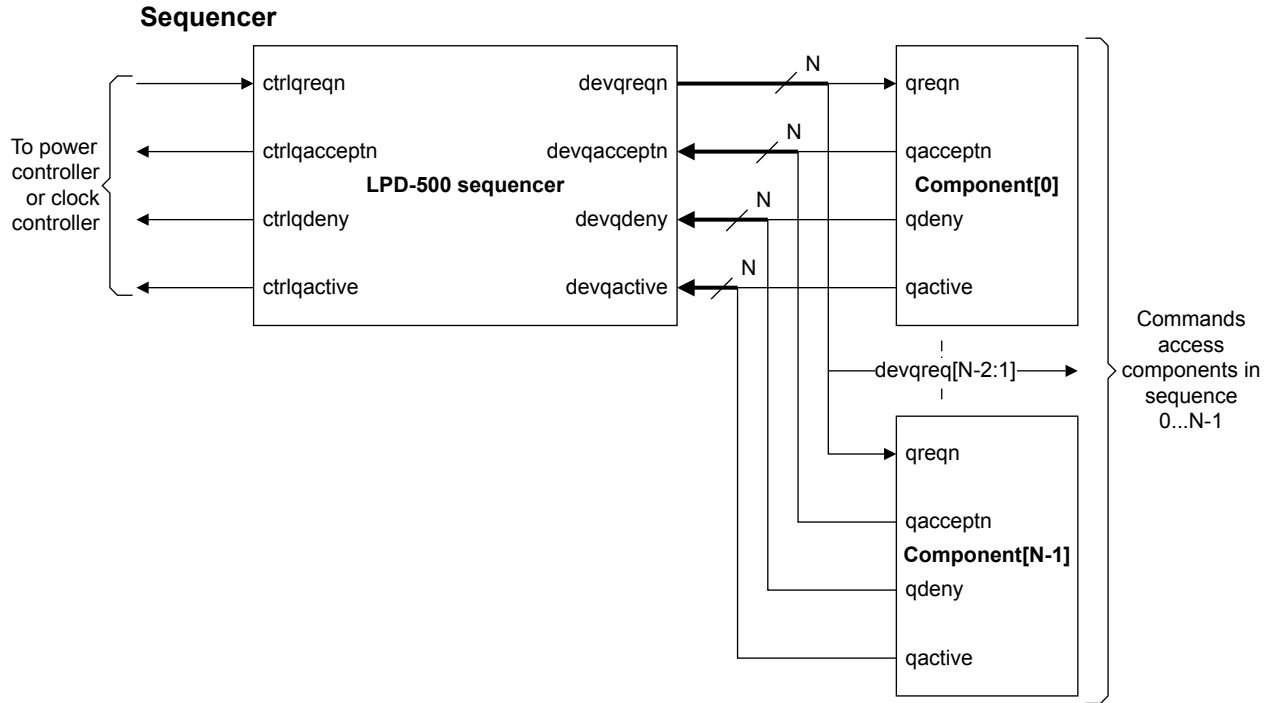 Sequencer
To power
controller
or clock
controller
ctrlqreqn
ctrlqacceptn
ctrlqdeny
ctrlqactive
LPD-500 sequencer
devqreqn
devqacceptn
devqdeny
devqactive
N
N
N
N
qreqn
qacceptn
Component[0]
qdeny
qactive
devqreq[N-2:1]
qreqn
qacceptn
Component[N-1]
qdeny
qactive
Commands
access
components in
sequence
0...N-1